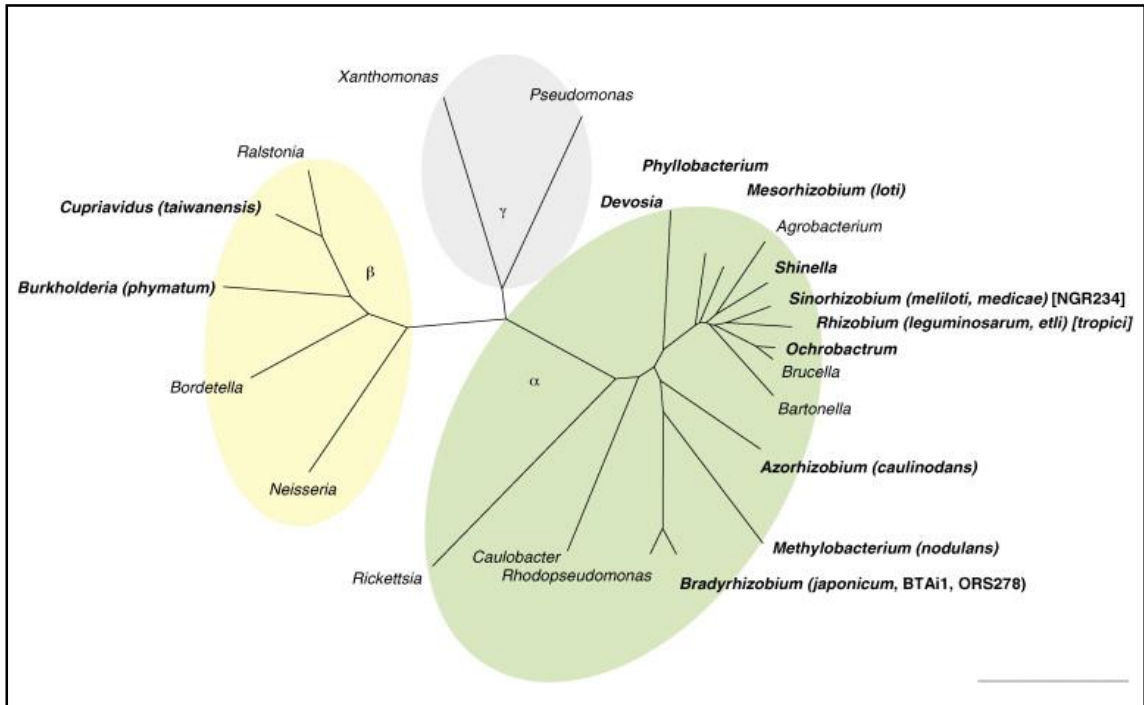 Xanthomonas
Pseudomonas
Ralstonia
Phyllobacterium
Mesorhizobium (loti)
Cupriavidus (taiwanensis)
Devosia
γ
Agrobacterium
Shinella
β
Burkholderia (phymatum)
Sinorhizobium (meliloti, medicae) [NGR234]
Rhizobium (leguminosarum, etli) [tropici]
Ochrobactrum
Brucella
α
Bordetella
Bartonella
Azorhizobium (caulinodans)
Neisseria
Methylobacterium (nodulans)
Caulobacter
Rickettsia
Rhodopseudomonas
Bradyrhizobium (japonicum, BTAi1, ORS278)